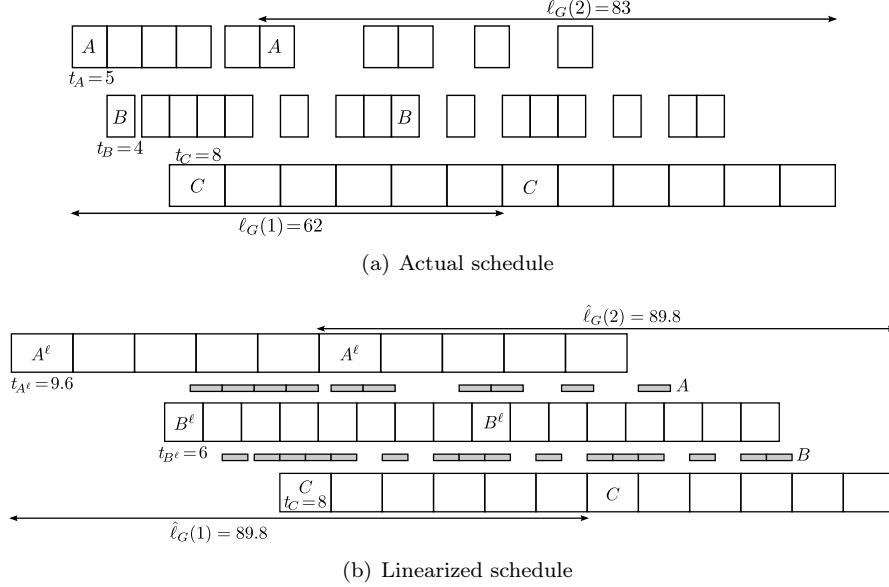 ℓ_G(2)=83
A A
t_A=5
B B
t_B=4
t_C=8
C C
ℓ_G(1)=62
(a) Actual schedule
ℓ̂_G(2) = 89.8
A^ℓ A^ℓ
t_{A^ℓ}=9.6
A
B^ℓ B^ℓ
t_{B^ℓ}=6
B
C C
t_C=8
ℓ̂_G(1) = 89.8
(b) Linearized schedule